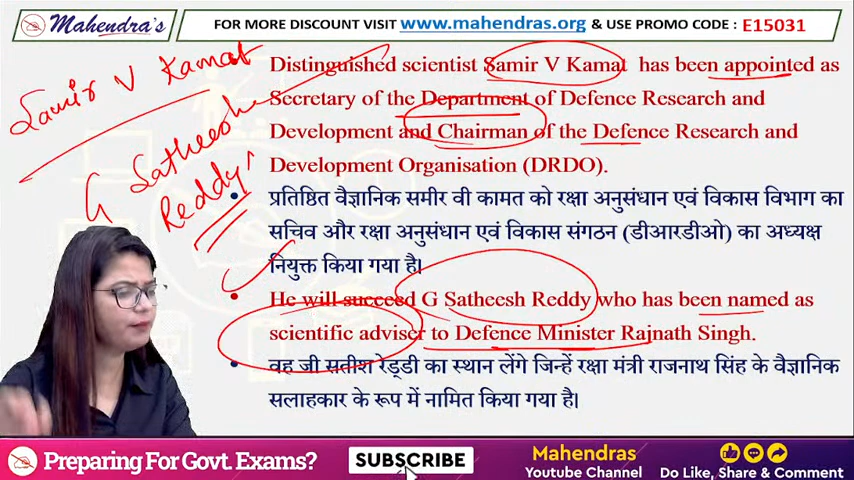 Mahendra's
FOR MORE DISCOUNT VISIT www.mahendras.org & USE PROMO CODE : E15031
Samir V Kamat
G Satheesh
Reddy
Distinguished scientist Samir V Kamat has been appointed as
Secretary of the Department of Defence Research and
Development and Chairman of the Defence Research and
Development Organisation (DRDO).
• प्रतिष्ठित वैज्ञानिक समीर वी कामत को रक्षा अनुसंधान एवं विकास विभाग का
सचिव और रक्षा अनुसंधान एवं विकास संगठन (डीआरडीओ) का अध्यक्ष
नियुक्त किया गया है।
• He will succeed G Satheesh Reddy who has been named as
scientific adviser to Defence Minister Rajnath Singh.
• वह जी सतीश रेड्डी का स्थान लेंगे जिन्हें रक्षा मंत्री राजनाथ सिंह के वैज्ञानिक
सलाहकार के रूप में नामित किया गया है।
Preparing For Govt. Exams?
SUBSCRIBE
Mahendras
Youtube Channel
Do Like, Share & Comment